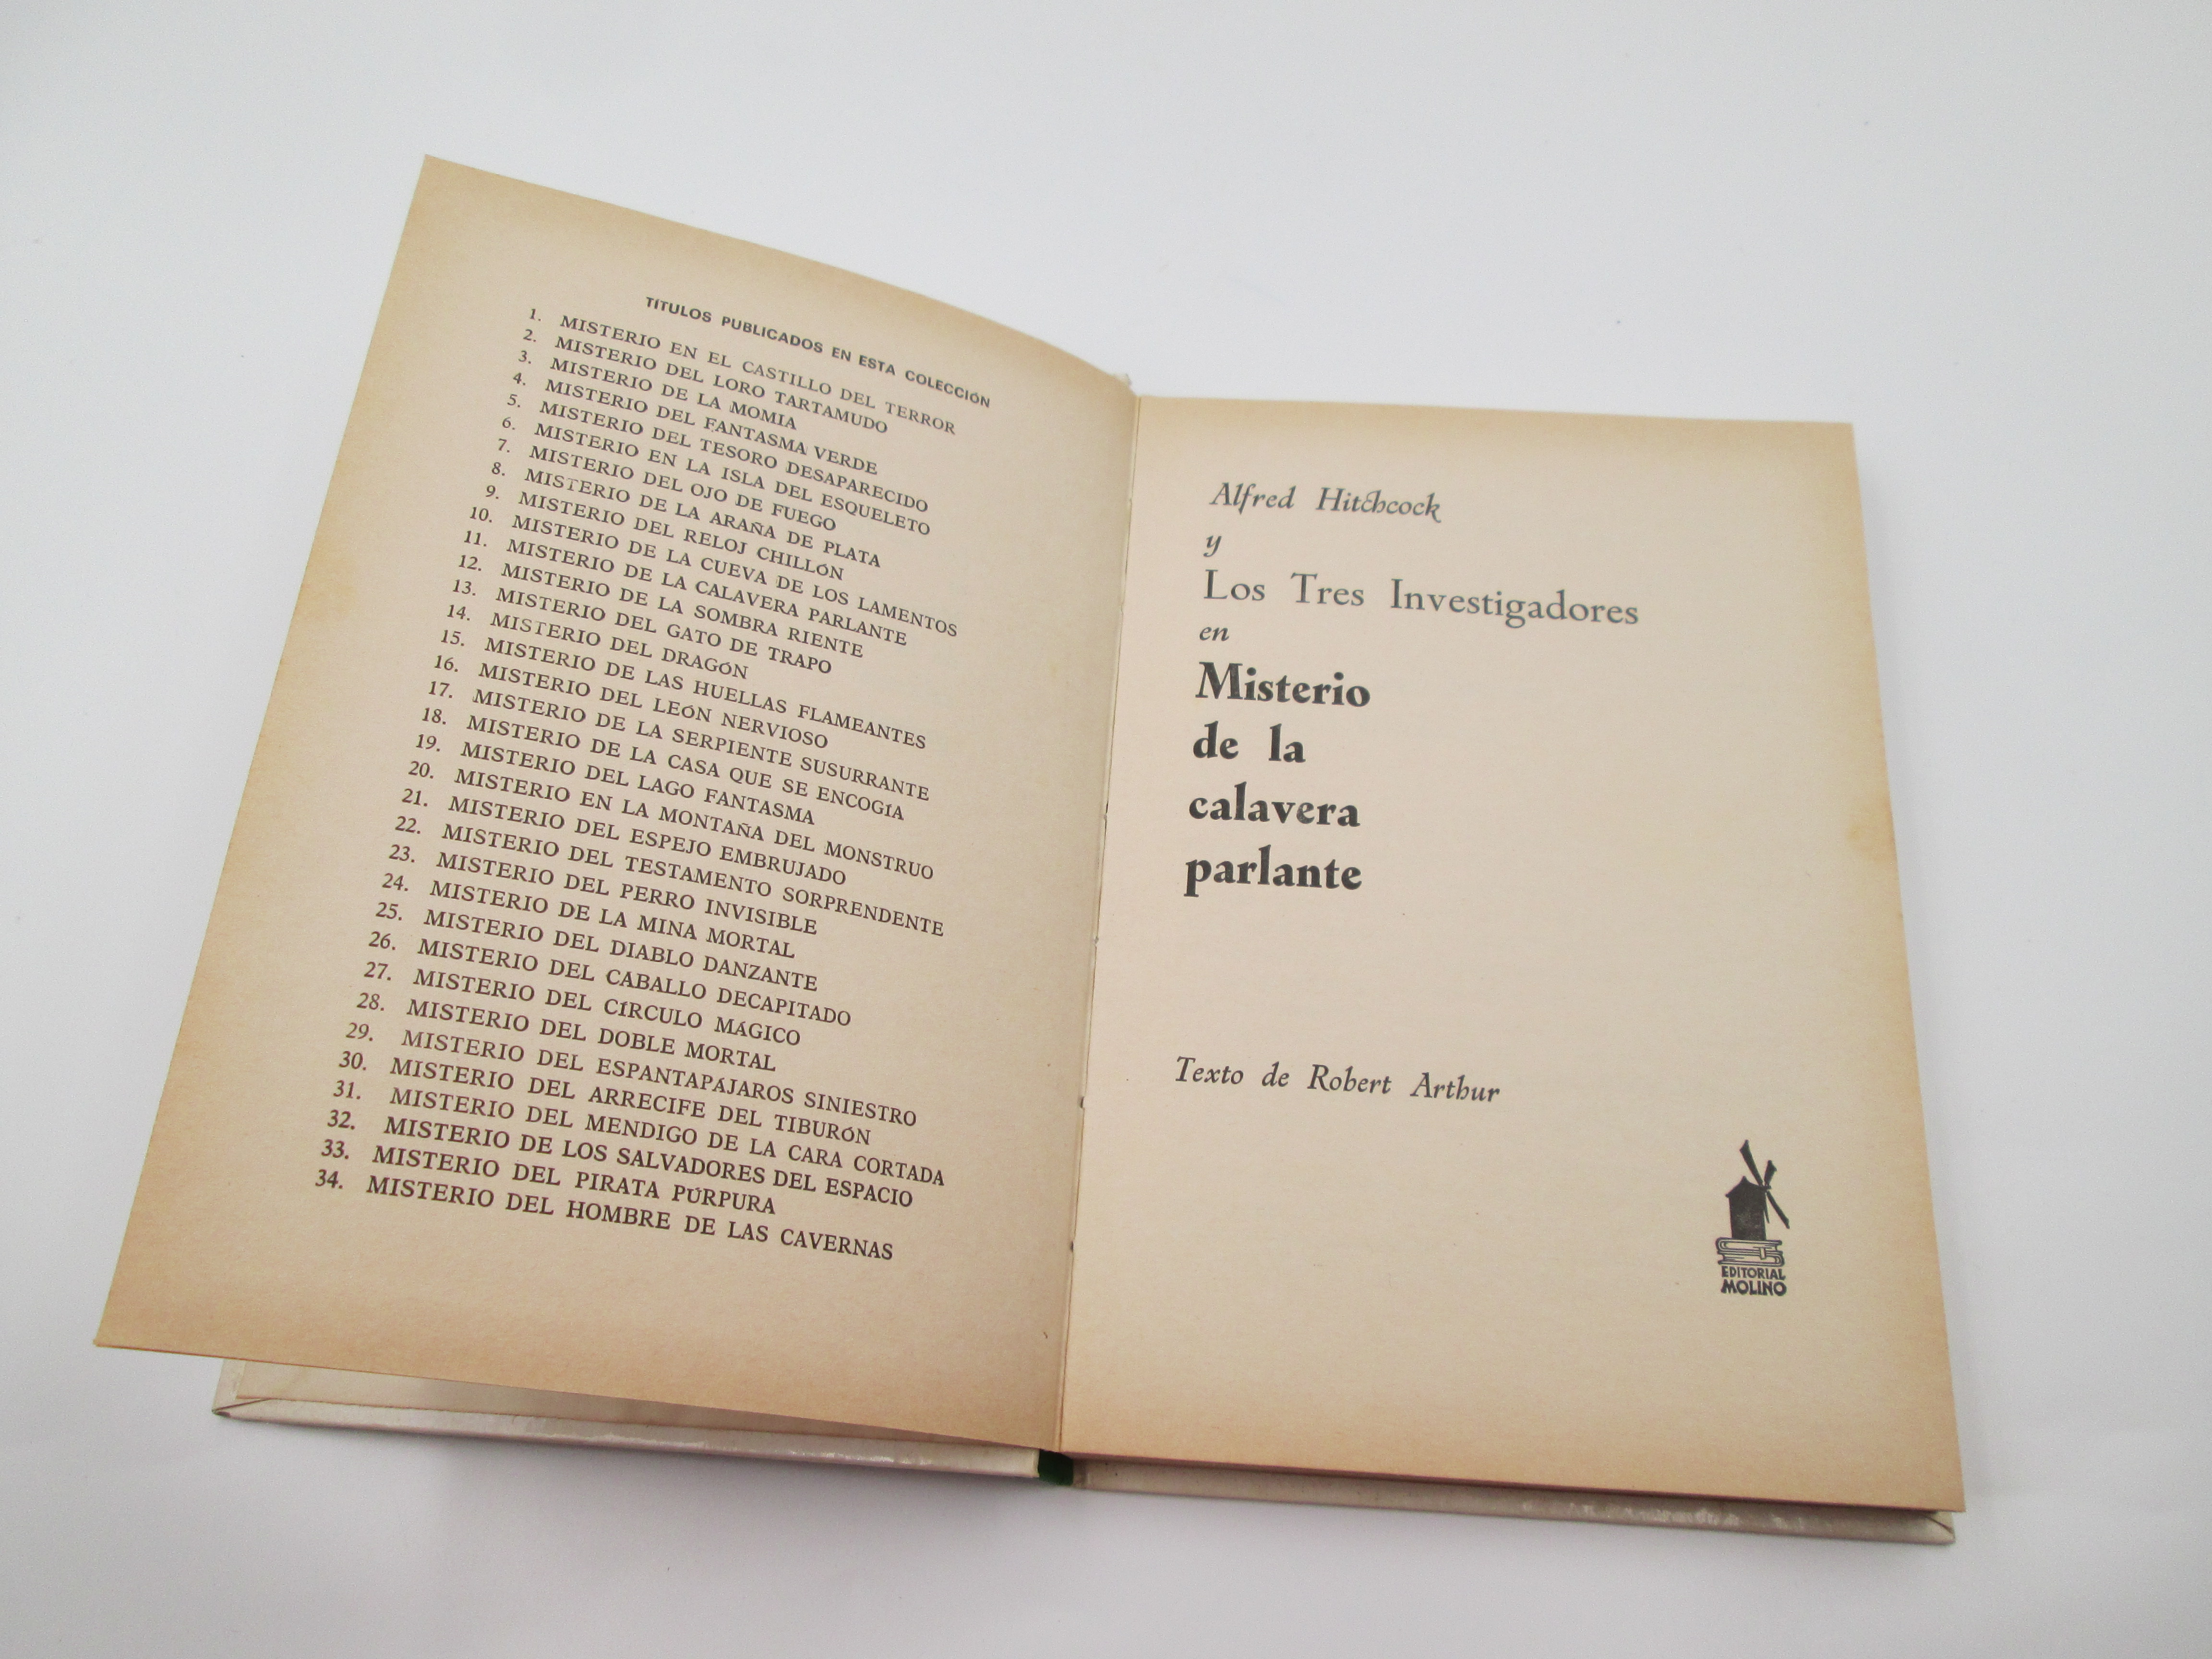 TÍTULOS PUBLICADOS EN ESTA COLECCIÓN
1. MISTERIO EN EL CASTILLO DEL TERROR
2. MISTERIO DEL LORO TARTAMUDO
3. MISTERIO DE LA MOMIA
4. MISTERIO DEL FANTASMA VERDE
5. MISTERIO DEL TESORO DESAPARECIDO
6. MISTERIO EN LA ISLA DEL ESQUELETO
7. MISTERIO DEL OJO DE FUEGO
8. MISTERIO DE LA ARAÑA DE PLATA
9. MISTERIO DEL RELOJ CHILLÓN
10. MISTERIO DE LA CUEVA DE LOS LAMENTOS
11. MISTERIO DE LA CALAVERA PARLANTE
12. MISTERIO DE LA SOMBRA RIENTE
13. MISTERIO DEL GATO DE TRAPO
14. MISTERIO DEL DRAGÓN
15. MISTERIO DE LAS HUELLAS FLAMEANTES
16. MISTERIO DEL LEÓN NERVIOSO
17. MISTERIO DE LA SERPIENTE SUSURRANTE
18. MISTERIO DE LA CASA QUE SE ENCOGÍA
19. MISTERIO DEL LAGO FANTASMA
20. MISTERIO EN LA MONTAÑA DEL MONSTRUO
21. MISTERIO DEL ESPEJO EMBRUJADO
22. MISTERIO DEL TESTAMENTO SORPRENDENTE
23. MISTERIO DEL PERRO INVISIBLE
24. MISTERIO DE LA MINA MORTAL
25. MISTERIO DEL DIABLO DANZANTE
26. MISTERIO DEL CABALLO DECAPITADO
27. MISTERIO DEL CÍRCULO MÁGICO
28. MISTERIO DEL DOBLE MORTAL
29. MISTERIO DEL ESPANTAPÁJAROS SINIESTRO
30. MISTERIO DEL ARRECIFE DEL TIBURÓN
31. MISTERIO DEL MENDIGO DE LA CARA CORTADA
32. MISTERIO DE LOS SALVADORES DEL ESPACIO
33. MISTERIO DEL PIRATA PÚRPURA
34. MISTERIO DEL HOMBRE DE LAS CAVERNAS
Alfred Hitchcock
y
Los Tres Investigadores
en
Misterio
de la
calavera
parlante
Texto de Robert Arthur
EDITORIAL
MOLINO